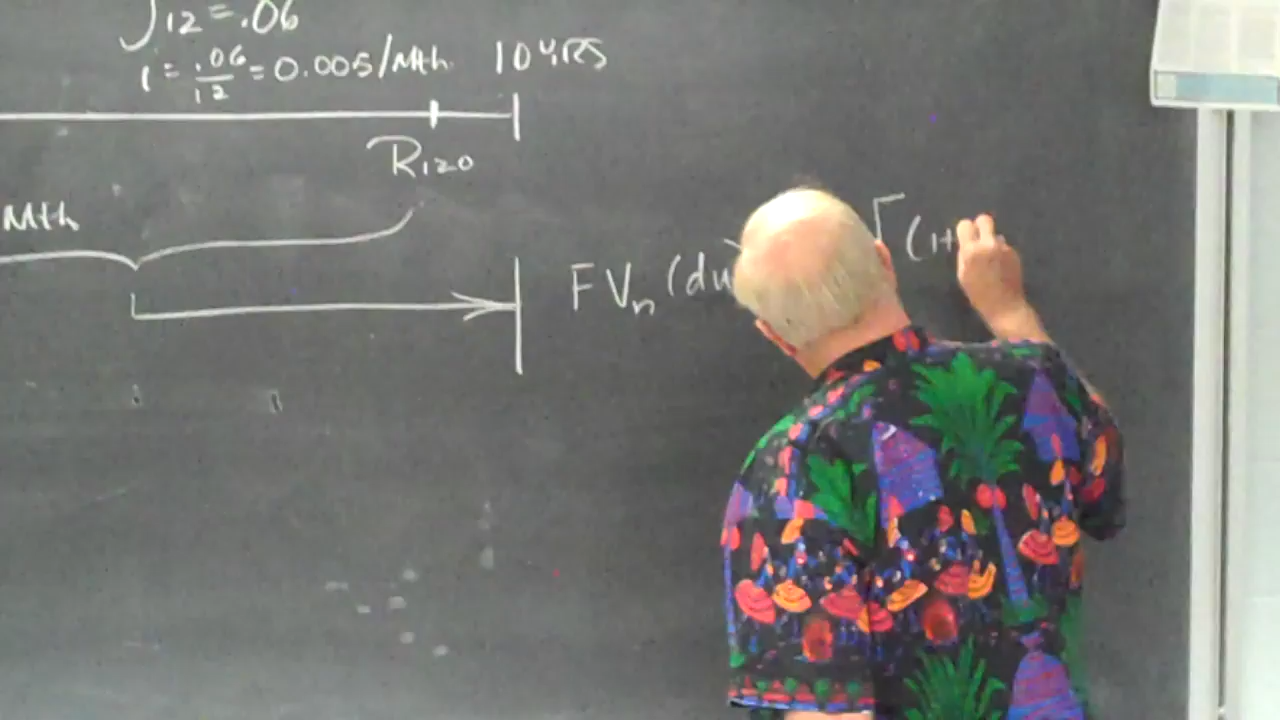 J12 = .06
i = .06/12 = 0.005/Mth 10 YRS
R120
Mth
FVn (du
[(1+